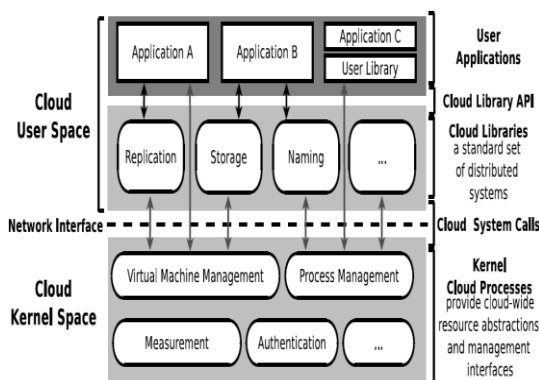 Application A
Application B
Application C
User Library
User
Applications
Cloud
User Space
Cloud Library API
Replication
Storage
Naming
...
Cloud Libraries
a standard set
of distributed
systems
Network Interface
Cloud System Calls
Virtual Machine Management
Process Management
Cloud
Kernel Space
Measurement
Authentication
...
Kernel
Cloud Processes
provide cloud-wide
resource abstractions
and management
interfaces